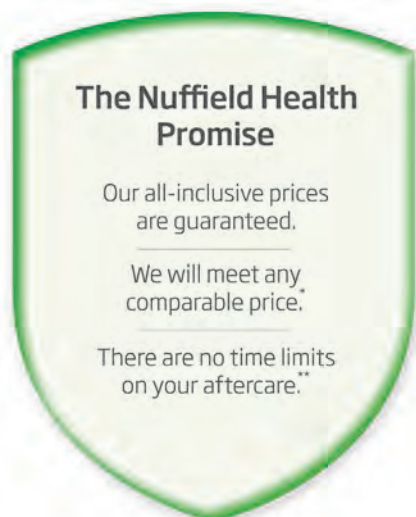 The Nuffield Health
Promise
Our all-inclusive prices
are guaranteed.
We will meet any
comparable price.*
There are no time limits
on your aftercare.**